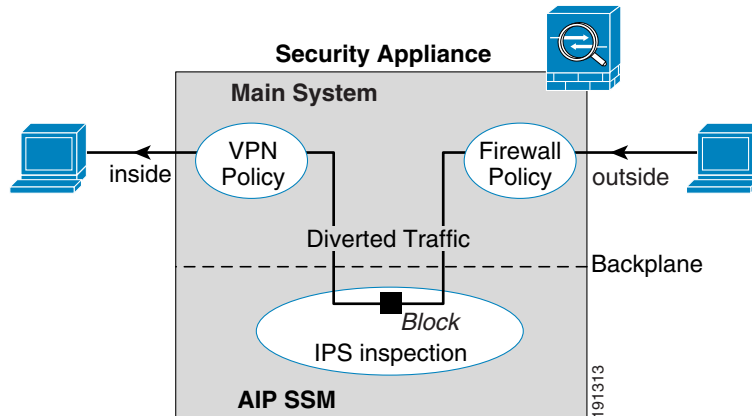 Security Appliance
Main System
VPN
Policy
Firewall
Policy
inside
outside
Diverted Traffic
Backplane
Block
IPS inspection
AIP SSM
191313